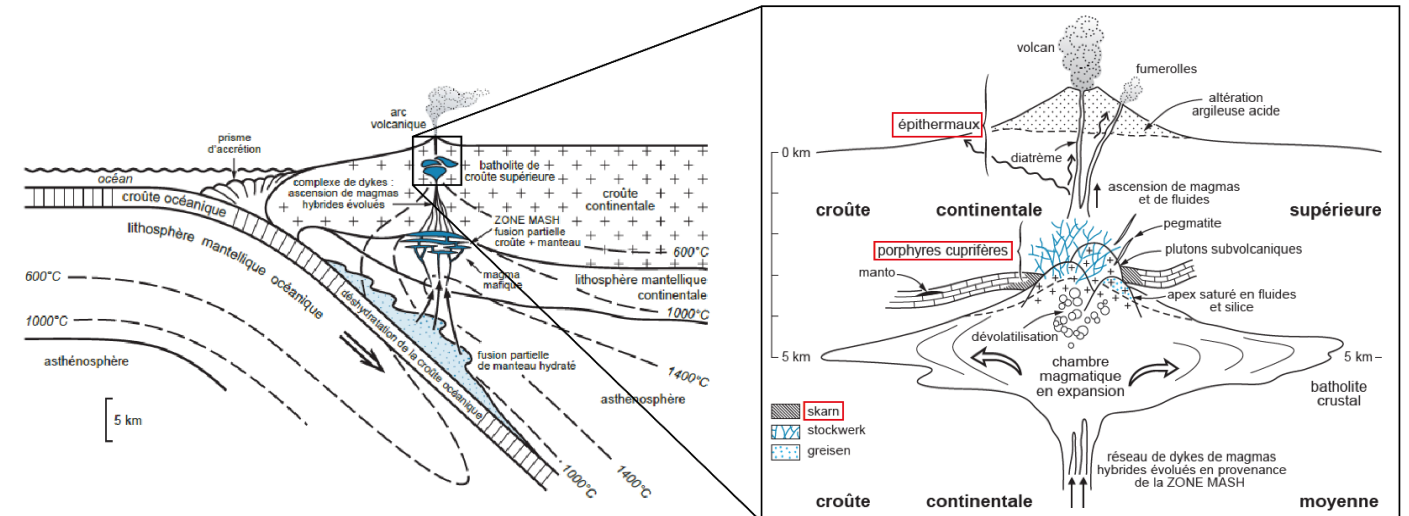 arc
volcanique
prisme
d'accrétion
océan
croûte océanique
lithosphère mantellique océanique
600°C
1000°C
asthénosphère
5 km
complexe de dykes :
ascension de magmas
hybrides évolués
batholite de
croûte supérieure
croûte
continentale
ZONE MASH
fusion partielle
croûte + manteau
600°C
magma
mafique
lithosphère mantellique
continentale
1000°C
déshydratation de la croûte océanique
fusion partielle
de manteau hydraté
1400°C
asthénosphère
1000°C
1400°C
volcan
fumerolles
altération
argileuse acide
épithermaux
0 km
0 km
diatrème
ascension de magmas
et de fluides
croûte continentale supérieure
pegmatite
porphyres cuprifères
plutons subvolcaniques
manto
apex saturé en fluides
et silice
dévolatilisation
5 km
5 km
chambre
magmatique
en expansion
batholite
crustal
skarn
stockwerk
greisen
réseau de dykes de magmas
hybrides évolués en provenance
de la ZONE MASH
croûte continentale moyenne